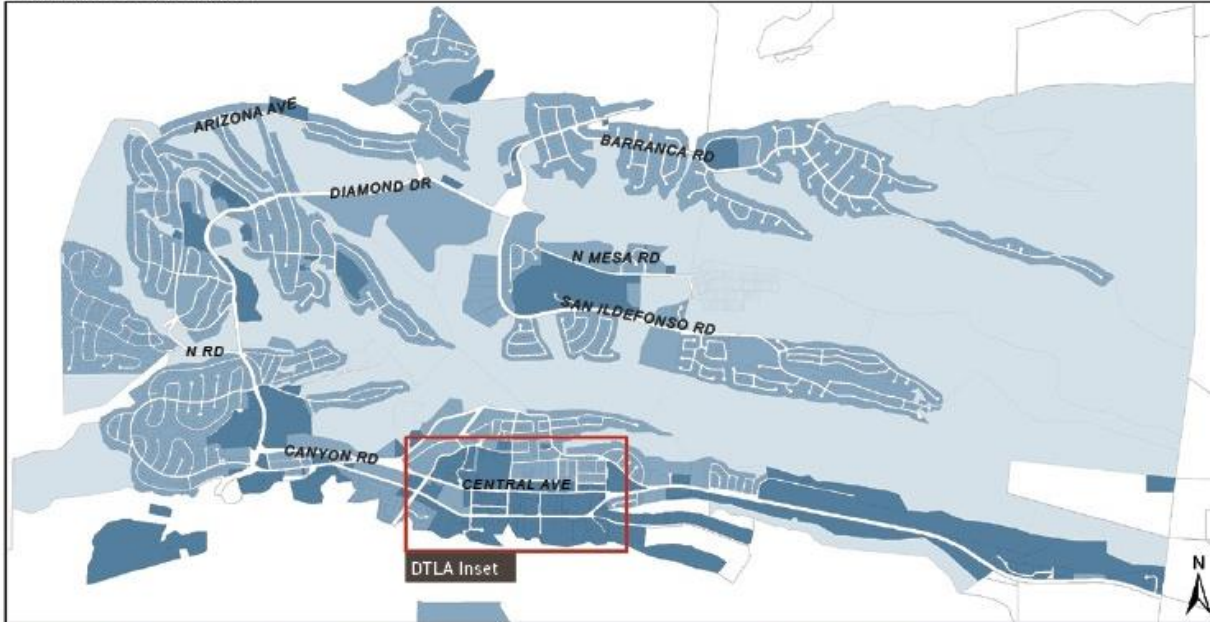 ARIZONA AVE
BARRANCA RD
DIAMOND DR
N MESA RD
SAN ILDEFONSO RD
N RD
CANYON RD
CENTRAL AVE
DTLA Inset
N